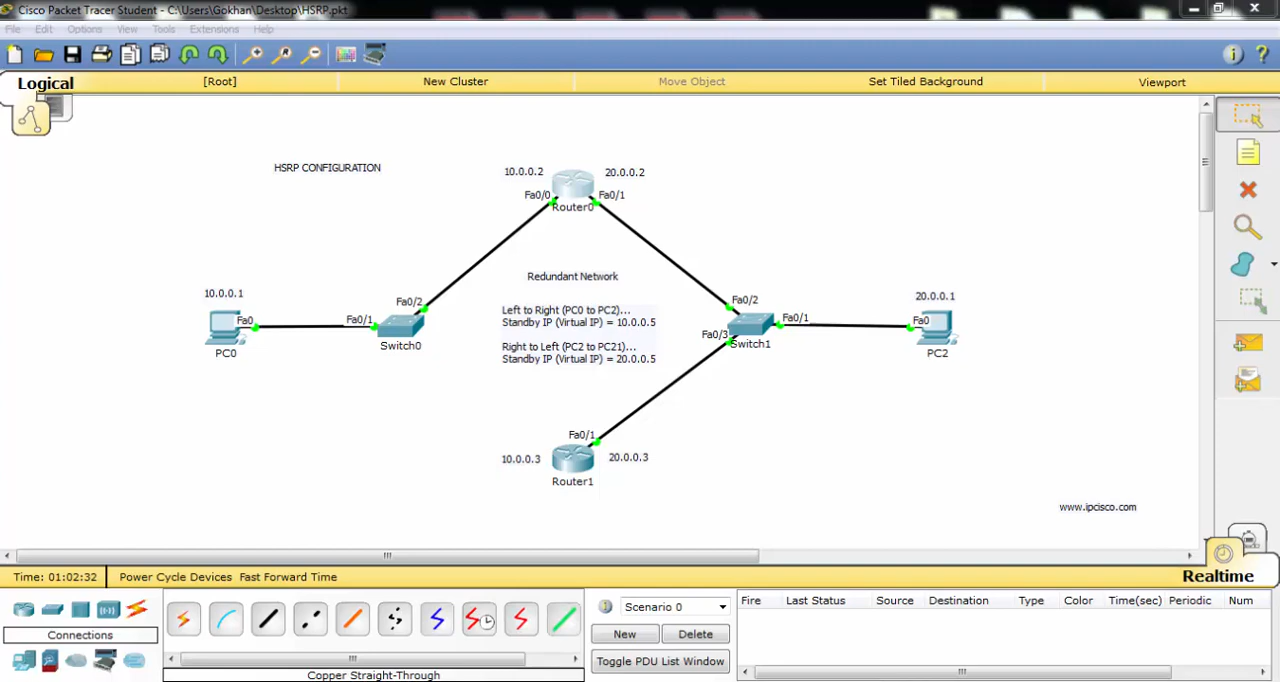 Cisco Packet Tracer Student - C:\Users\Gokhan\Desktop\HSRP.pkt
File Edit Options View Tools Extensions Help
Logical
[Root]
New Cluster
Move Object
Set Tiled Background
Viewport
HSRP CONFIGURATION
10.0.0.2
20.0.0.2
Fa0/0
Fa0/1
Router0
Redundant Network
10.0.0.1
Fa0
PC0
Fa0/1
Fa0/2
Switch0
Left to Right (PC0 to PC2)...
Standby IP (Virtual IP) = 10.0.0.5
Right to Left (PC2 to PC21)...
Standby IP (Virtual IP) = 20.0.0.5
Fa0/2
Fa0/3
Fa0/1
Switch1
20.0.0.1
Fa0
PC2
Fa0/1
10.0.0.3
20.0.0.3
Router1
www.ipcisco.com
Time: 01:02:32
Power Cycle Devices Fast Forward Time
Realtime
Connections
Copper Straight-Through
Scenario 0
New
Delete
Toggle PDU List Window
Fire Last Status Source Destination Type Color Time(sec) Periodic Num